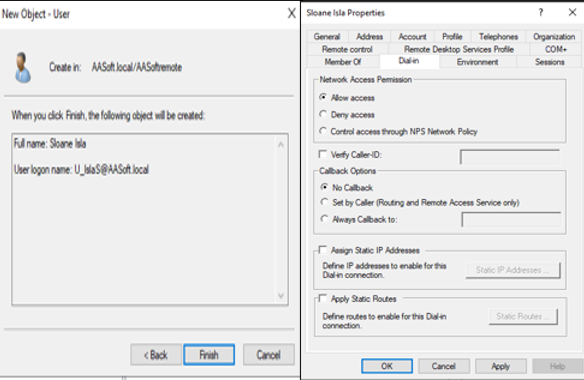 New Object - User
Create in: AASoft.local/AASoftremote
When you click Finish, the following object will be created:
Full name: Sloane Isla
User logon name: U_IslaS@AASoft.local
< Back
Finish
Cancel
Sloane Isla Properties
General
Address
Account
Profile
Telephones
Organization
Remote control
Remote Desktop Services Profile
COM+
Member Of
Dial-in
Environment
Sessions
Network Access Permission
Allow access
Deny access
Control access through NPS Network Policy
Verify Caller-ID:
Callback Options
No Callback
Set by Caller (Routing and Remote Access Service only)
Always Callback to:
Assign Static IP Addresses
Define IP addresses to enable for this
Dial-in connection.
Static IP Addresses ...
Apply Static Routes
Define routes to enable for this Dial-in
connection.
Static Routes ...
OK
Cancel
Apply
Help